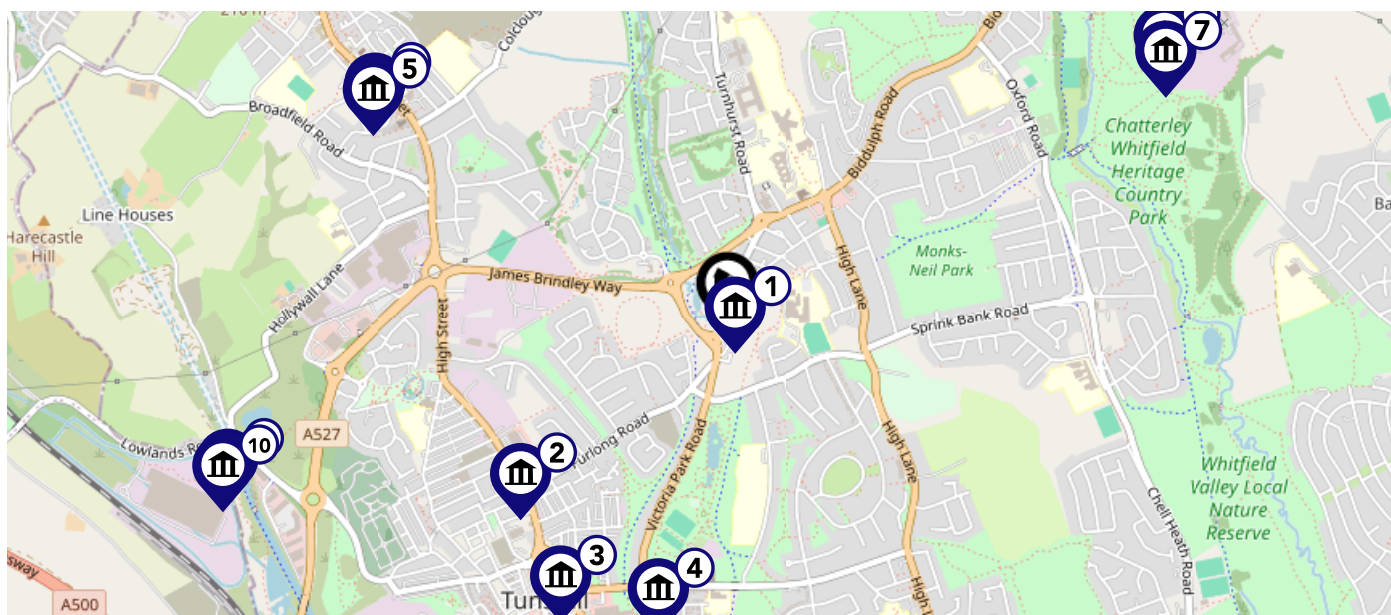 7
5
Turnhurst Road
Broadfield Road
Biddulph Road
Oxford Road
Chatterley
Whitfield
Heritage
Country
Park
Line Houses
Harecastle
Hill
Monks-
Neil Park
James Brindley Way
1
High Lane
Hollywall Lane
High Street
Sprink Bank Road
A527
10
2
Furlong Road
High Lane
Victoria Park Road
Whitfield
Valley Local
Nature
Reserve
Chell Heath Road
3
4
A500